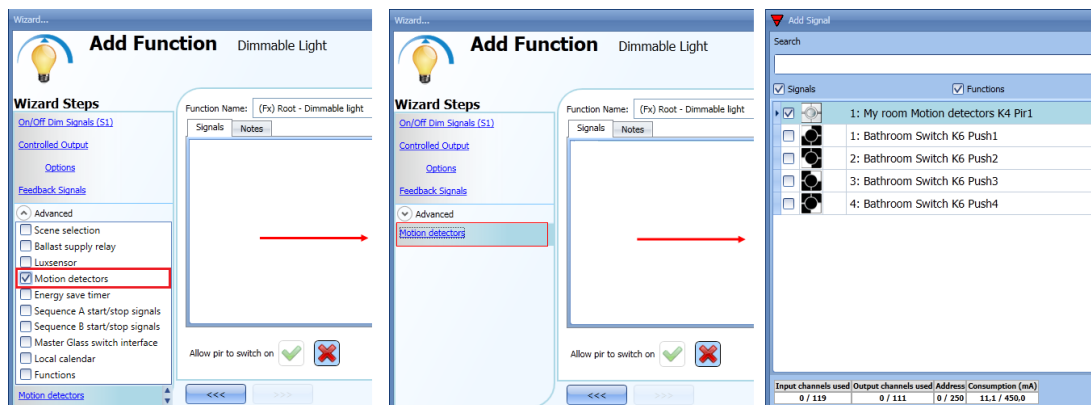 Wizard...
Add Function Dimmable Light
Wizard Steps
On/Off Dim Signals (S1)
Controlled Output
Options
Feedback Signals
Advanced
Scene selection
Ballast supply relay
Luxsensor
Motion detectors
Energy save timer
Sequence A start/stop signals
Sequence B start/stop signals
Master Glass switch interface
Local calendar
Functions
Motion detectors
Function Name: (Fx) Root - Dimmable light
Signals Notes
Allow pir to switch on
<<< >>>
Wizard...
Add Function Dimmable Light
Wizard Steps
On/Off Dim Signals (S1)
Controlled Output
Options
Feedback Signals
Advanced
Motion detectors
Function Name: (Fx) Root - Dimmable light
Signals Notes
Allow pir to switch on
<<< >>>
Add Signal
Search
Signals Functions
1: My room Motion detectors K4 Pir1
1: Bathroom Switch K6 Push1
2: Bathroom Switch K6 Push2
3: Bathroom Switch K6 Push3
4: Bathroom Switch K6 Push4
Input channels used Output channels used Address Consumption (mA)
0 / 119 0 / 111 0 / 250 11,1 / 450,0